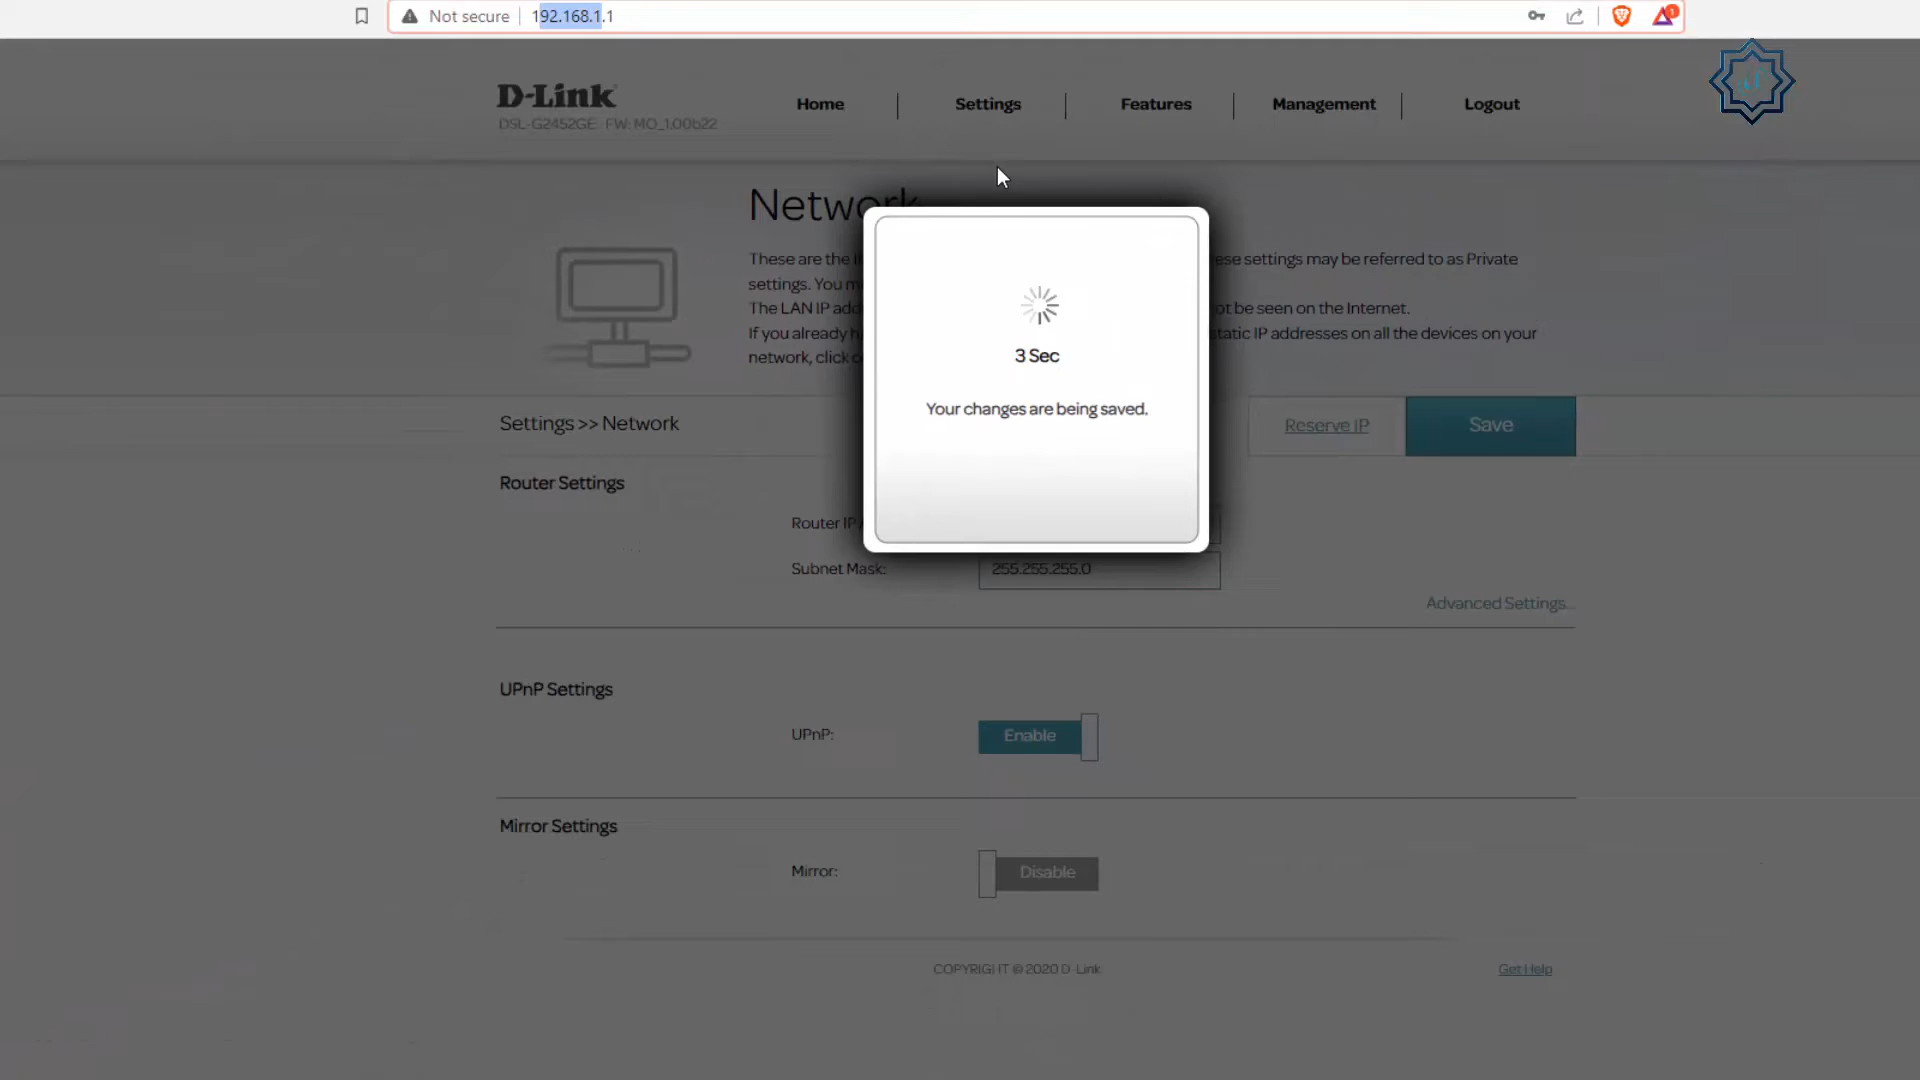 Not secure 192.168.1.1
D-Link
DSL-G2452GE FW: MO_1.00b22
Home Settings Features Management Logout
Network
These are the ese settings may be referred to as Private
settings. You
The LAN IP ot be seen on the Internet.
If you already static IP addresses on all the devices on your
network, click
3 Sec
Your changes are being saved.
Settings >> Network
Reserve IP
Save
Router Settings
Router IP
Subnet Mask: 255.255.255.0
Advanced Settings...
UPnP Settings
UPnP: Enable
Mirror Settings
Mirror: Disable
COPYRIGHT © 2020 D-Link
Get Help